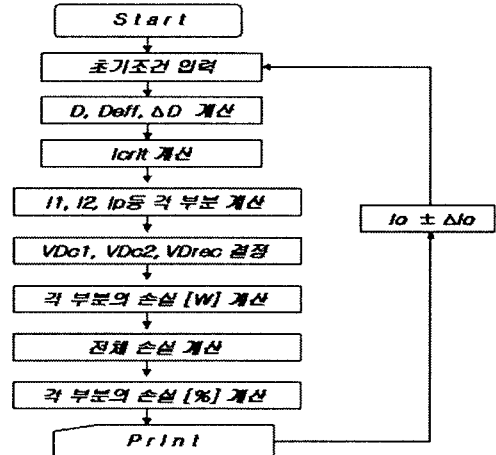 Start
초기조건 입력
D, Deff, ΔD 계산
Icrit 계산
I1, I2, Ip등 각 부분 계산
Io ± ΔIo
VDc1, VDc2, VDrec 결정
각 부분의 손실 [W] 계산
전체 손실 계산
각 부분의 손실 [%] 계산
Print